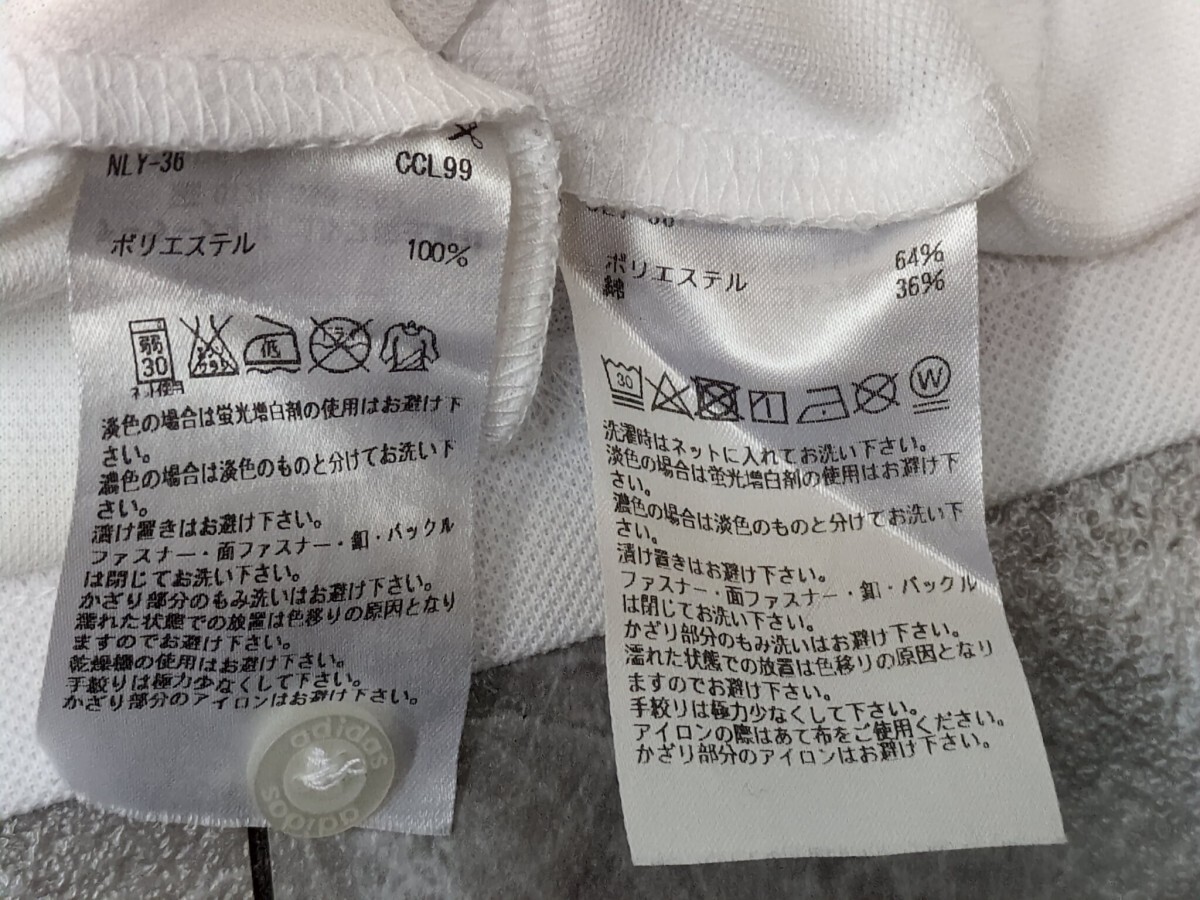 NLY-36 CCL99
ポリエステル 100%
弱
30
ネット使用
エンソ
サラシ
低
ドライ
淡色の場合は蛍光増白剤の使用はお避け下
さい。
濃色の場合は淡色のものと分けてお洗い下
さい。
漬け置きはお避け下さい。
ファスナー・面ファスナー・釦・バックル
は閉じてお洗い下さい。
かざり部分のもみ洗いはお避け下さい。
濡れた状態での放置は色移りの原因となり
ますのでお避け下さい。
乾燥機の使用はお避け下さい。
手絞りは極力少なくして下さい。
かざり部分のアイロンはお避け下さい。
adidas
adidas
ポリエステル 64%
綿 36%
30
W
洗濯時はネットに入れてお洗い下さい。
淡色の場合は蛍光増白剤の使用はお避け下
さい。
濃色の場合は淡色のものと分けてお洗い下
さい。
漬け置きはお避け下さい。
ファスナー・面ファスナー・釦・バックル
は閉じてお洗い下さい。
かざり部分のもみ洗いはお避け下さい。
濡れた状態での放置は色移りの原因となり
ますのでお避け下さい。
手絞りは極力少なくして下さい。
アイロンの際はあて布をご使用ください。
かざり部分のアイロンはお避け下さい。